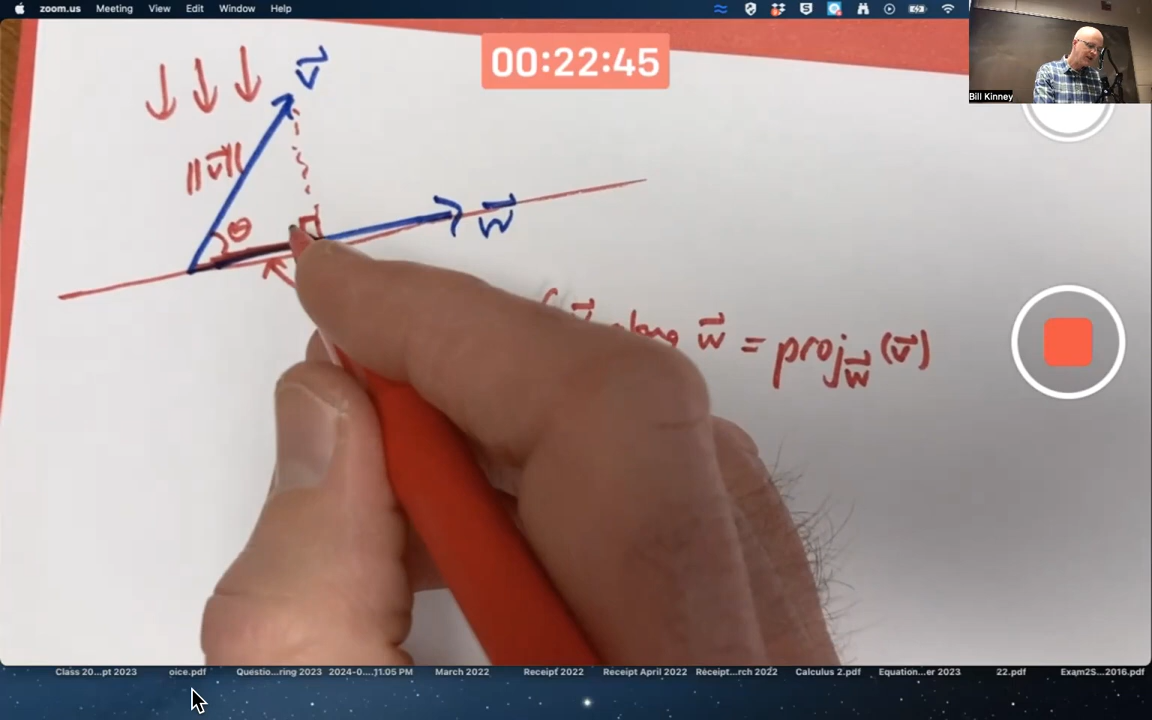 zoom.us Meeting View Edit Window Help
00:22:45
Bill Kinney
v⃗
||v⃗||
θ
w⃗
v⃗ along w⃗ = proj_w⃗ (v⃗)
Class 20...pt 2023 oice.pdf Questio...ring 2023 2024-0...,11.05 PM March 2022 Receipt 2022 Receipt April 2022 Receipt...rch 2022 Calculus 2.pdf Equation...er 2023 22.pdf Exam2S...2016.pdf